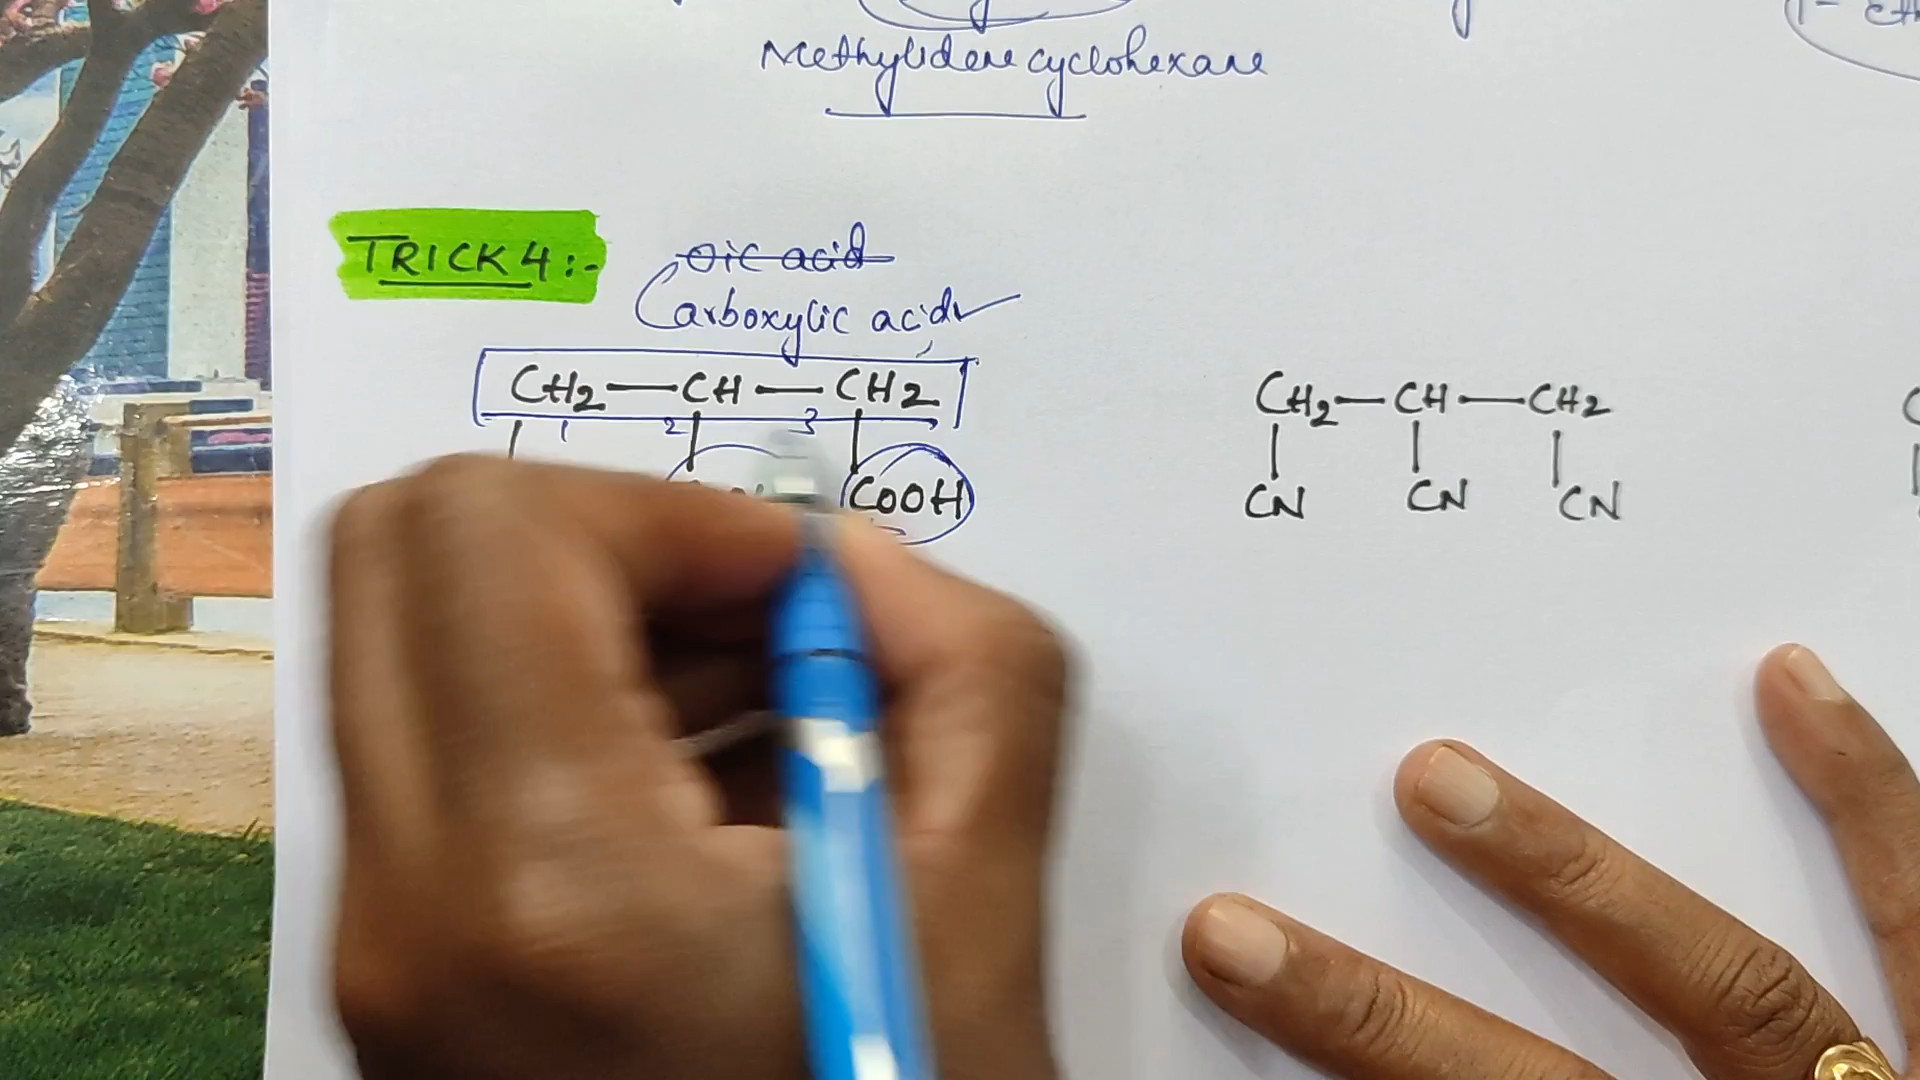 Methylidene cyclohexane
TRICK 4:-
oic acid
Carboxylic acid
CH2—CH—CH2
1 2 3
COOH
CH2—CH—CH2
CN CN CN